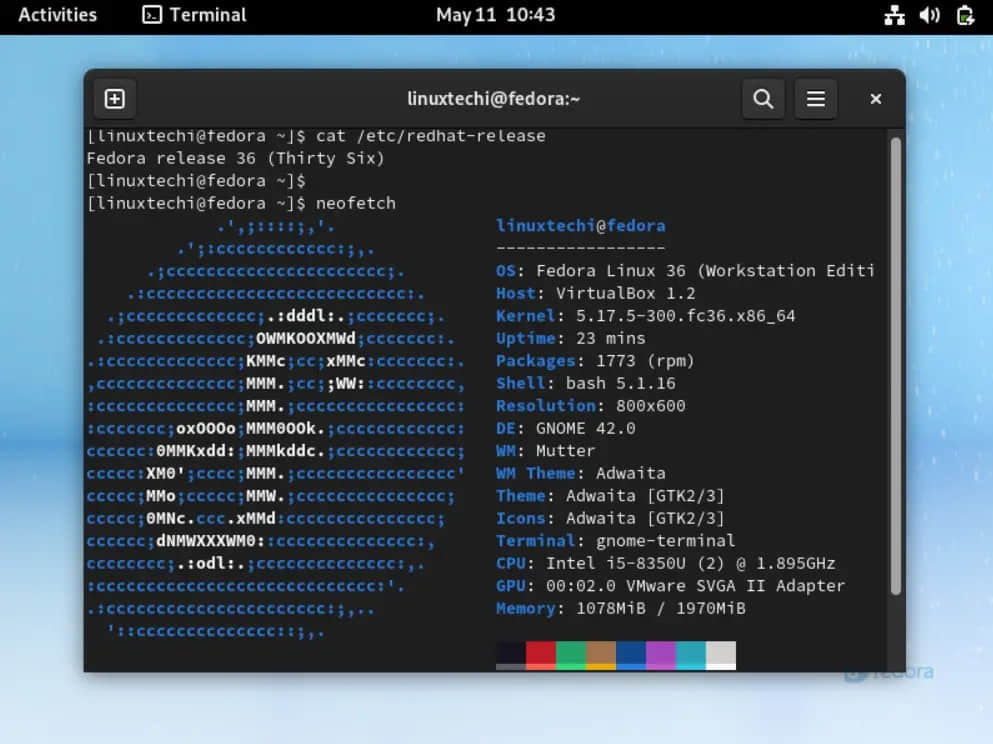 Activities Terminal May 11 10:43
linuxtechi@fedora:~
[linuxtechi@fedora ~]$ cat /etc/redhat-release
Fedora release 36 (Thirty Six)
[linuxtechi@fedora ~]$
[linuxtechi@fedora ~]$ neofetch
.',;::::;,'. linuxtechi@fedora
.';:cccccccccccc:;,. -----------------
.;cccccccccccccccccccccc;. OS: Fedora Linux 36 (Workstation Editi
.:cccccccccccccccccccccccccc:. Host: VirtualBox 1.2
.;ccccccccccccc;.:dddl:.;ccccccc;. Kernel: 5.17.5-300.fc36.x86_64
.:ccccccccccccc;OWMKOOXMWd;ccccccc:. Uptime: 23 mins
.:ccccccccccccc;KMMc;cc;xMMc:ccccccc:. Packages: 1773 (rpm)
,cccccccccccccc;MMM.;cc;;WW::cccccccc, Shell: bash 5.1.16
:cccccccccccccc;MMM.;cccccccccccccccc: Resolution: 800x600
:ccccccc;oxOOOo;MMM0OOk.;cccccccccccc: DE: GNOME 42.0
cccccc:0MMKxdd:;MMMkddc.;cccccccccccc; WM: Mutter
ccccc:XM0';cccc;MMM.;cccccccccccccccc' WM Theme: Adwaita
ccccc;MMo;ccccc;MMW.;ccccccccccccccc; Theme: Adwaita [GTK2/3]
ccccc;0MNc.ccc.xMMd:ccccccccccccccc; Icons: Adwaita [GTK2/3]
cccccc;dNMWXXXWM0::cccccccccccccc:, Terminal: gnome-terminal
cccccccc;.:odl:.;cccccccccccccc:,. CPU: Intel i5-8350U (2) @ 1.895GHz
:cccccccccccccccccccccccccccc:'. GPU: 00:02.0 VMware SVGA II Adapter
.:cccccccccccccccccccccc:;,.. Memory: 1078MiB / 1970MiB
'::cccccccccccccc::;,.
fedora